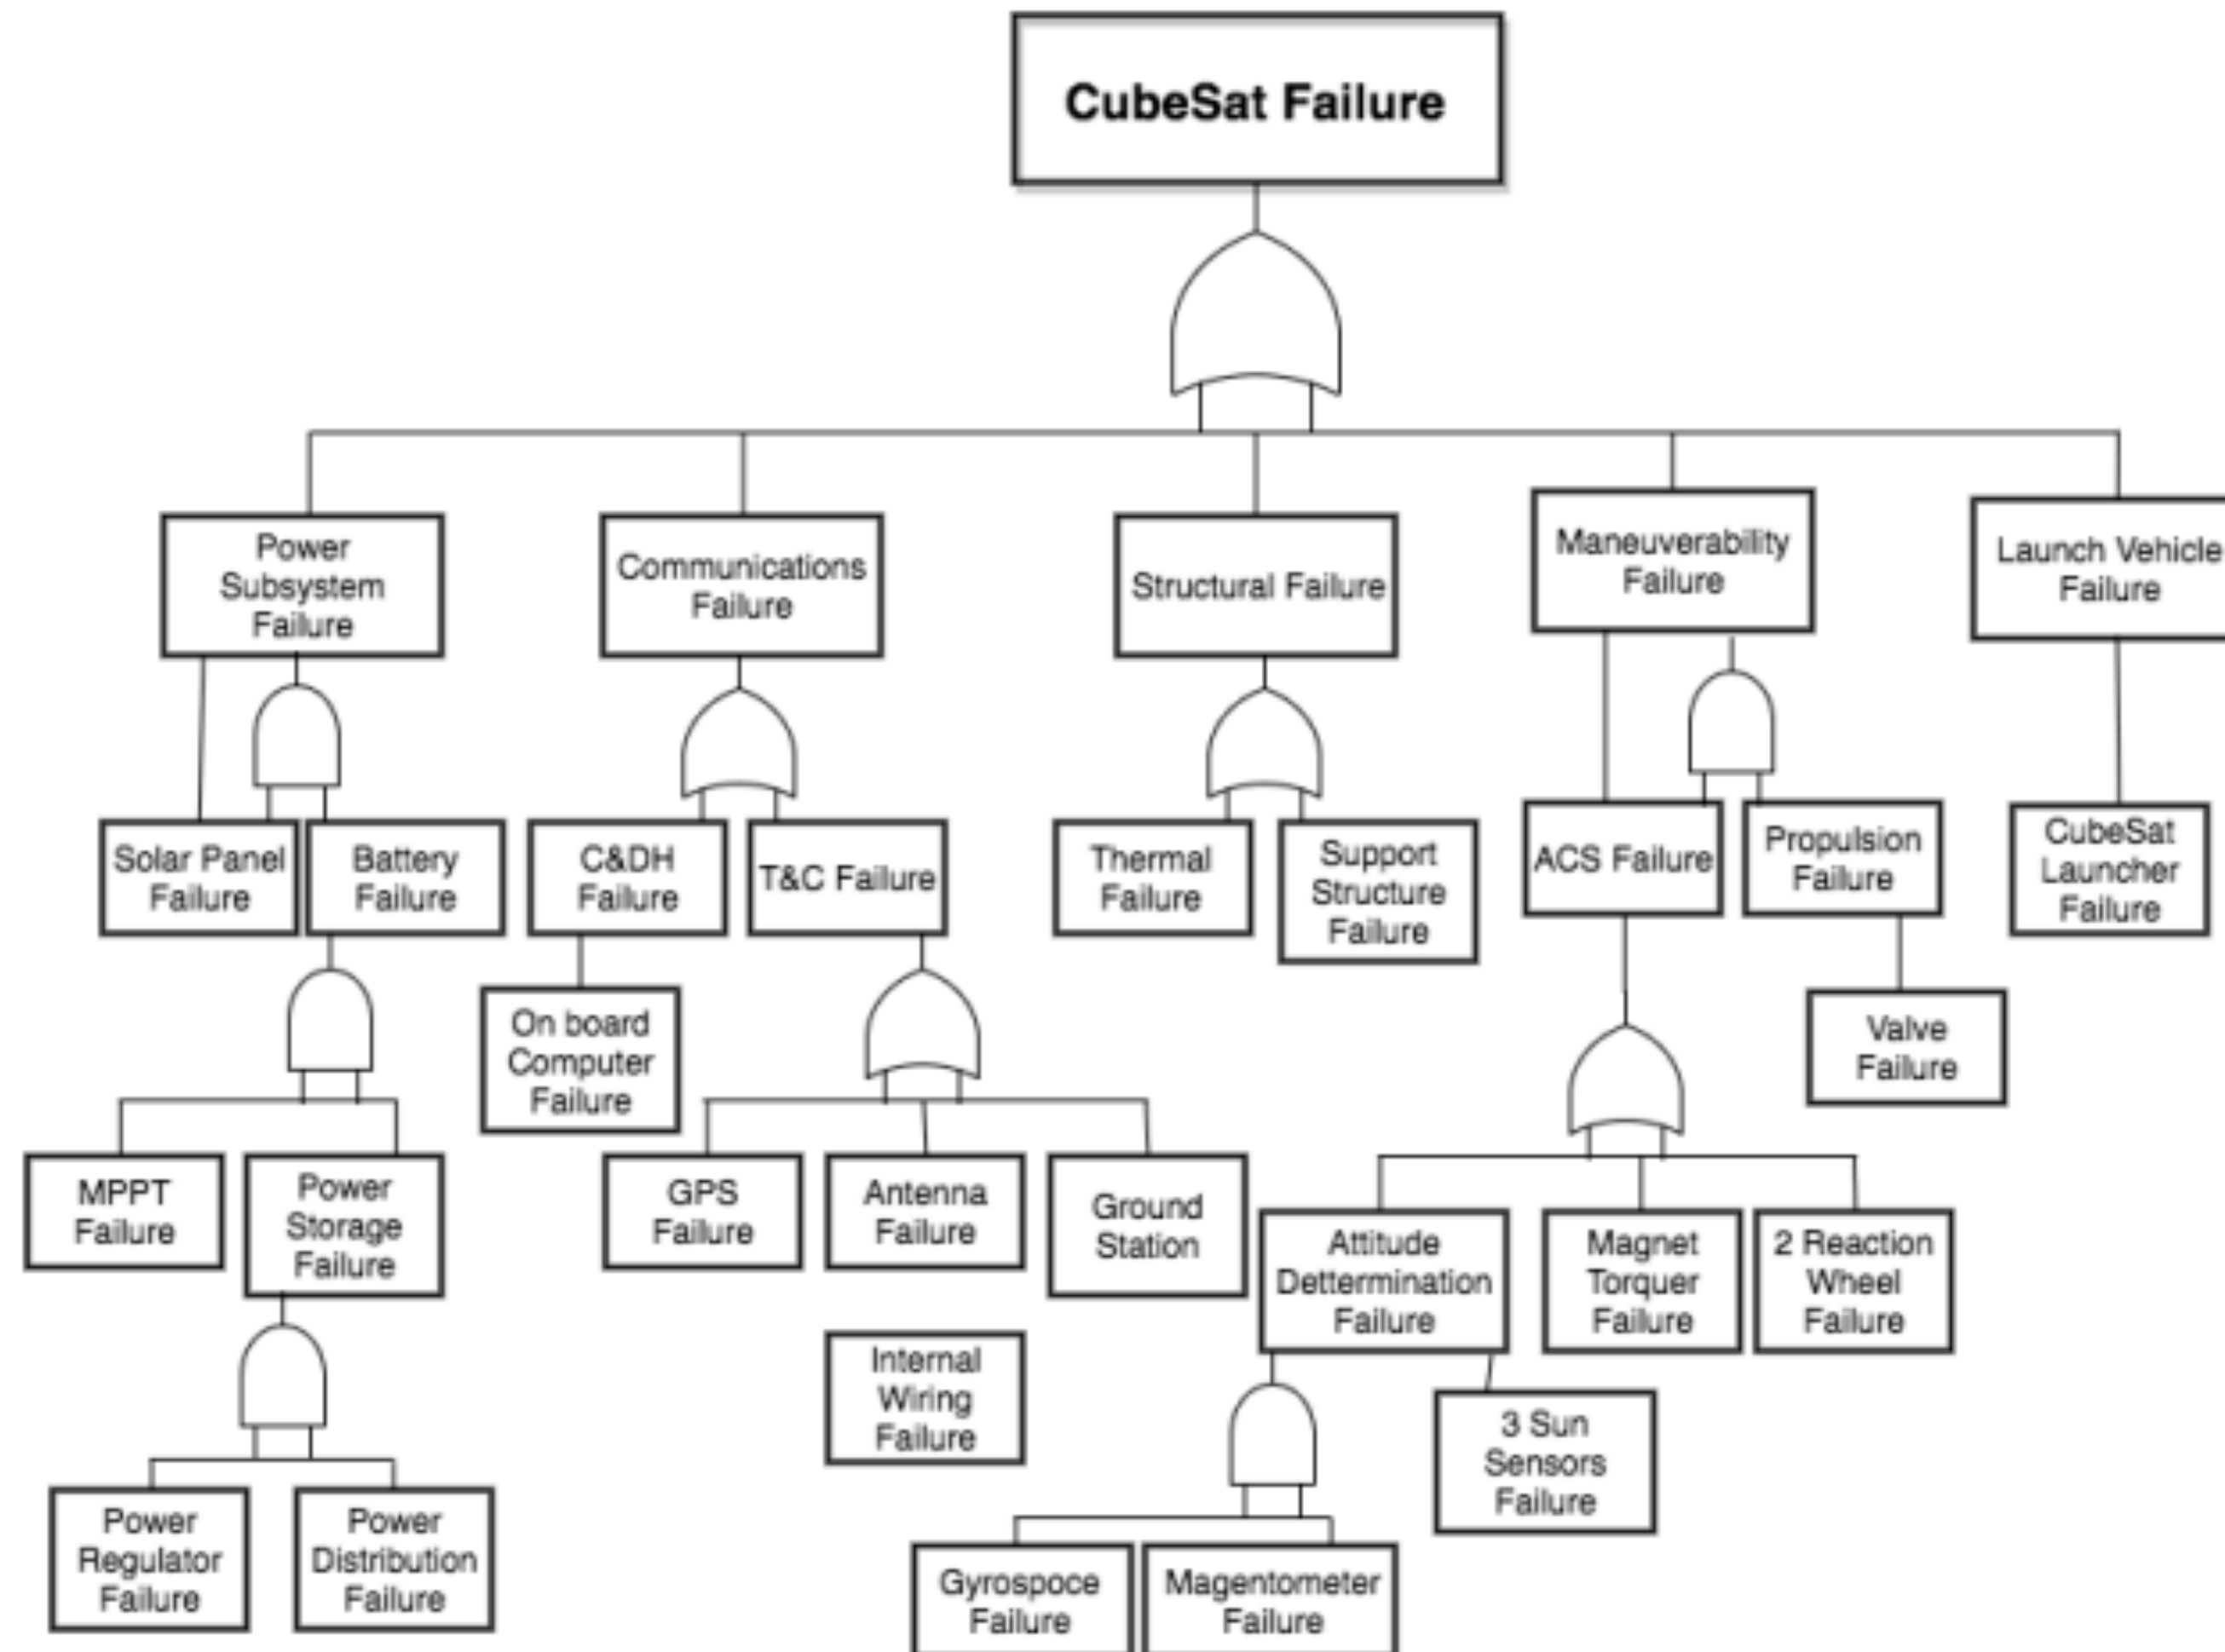 CubeSat Failure
Power
Subsystem
Failure
Communications
Failure
Structural Failure
Maneuverability
Failure
Launch Vehicle
Failure
Solar Panel
Failure
Battery
Failure
C&DH
Failure
T&C Failure
Thermal
Failure
Support
Structure
Failure
ACS Failure
Propulsion
Failure
CubeSat
Launcher
Failure
On board
Computer
Failure
Valve
Failure
MPPT
Failure
Power
Storage
Failure
GPS
Failure
Antenna
Failure
Ground
Station
Attitude
Dettermination
Failure
Magnet
Torquer
Failure
2 Reaction
Wheel
Failure
Internal
Wiring
Failure
3 Sun
Sensors
Failure
Power
Regulator
Failure
Power
Distribution
Failure
Gyrospoce
Failure
Magentometer
Failure